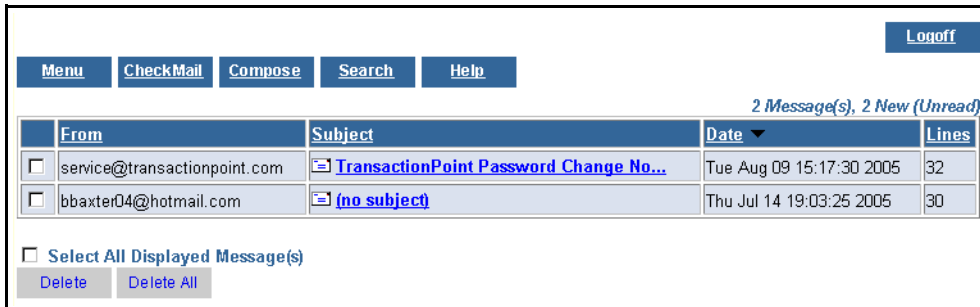 Logoff
Menu CheckMail Compose Search Help
2 Message(s), 2 New (Unread)
From Subject Date Lines
service@transactionpoint.com TransactionPoint Password Change No... Tue Aug 09 15:17:30 2005 32
bbaxter04@hotmail.com (no subject) Thu Jul 14 19:03:25 2005 30
Select All Displayed Message(s)
Delete Delete All